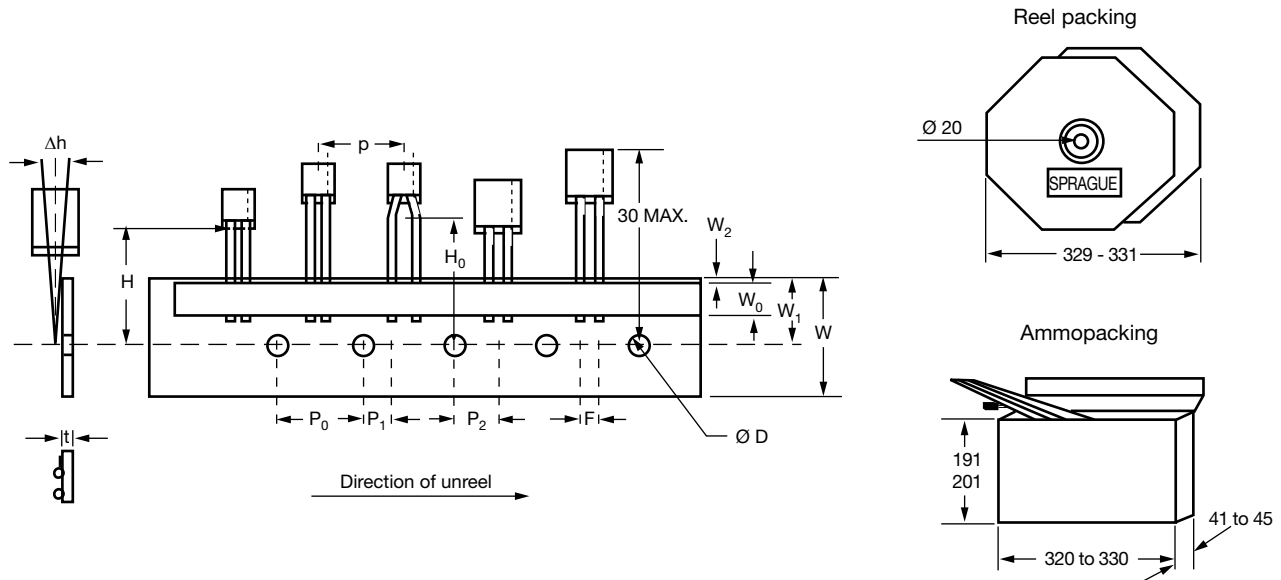 Reel packing
Ø 20
SPRAGUE
329 - 331
Δh
p
30 MAX.
H
H0
W2
W0
W1
W
P0
P1
P2
F
Ø D
t
Direction of unreel
Ammopacking
191
201
41 to 45
320 to 330